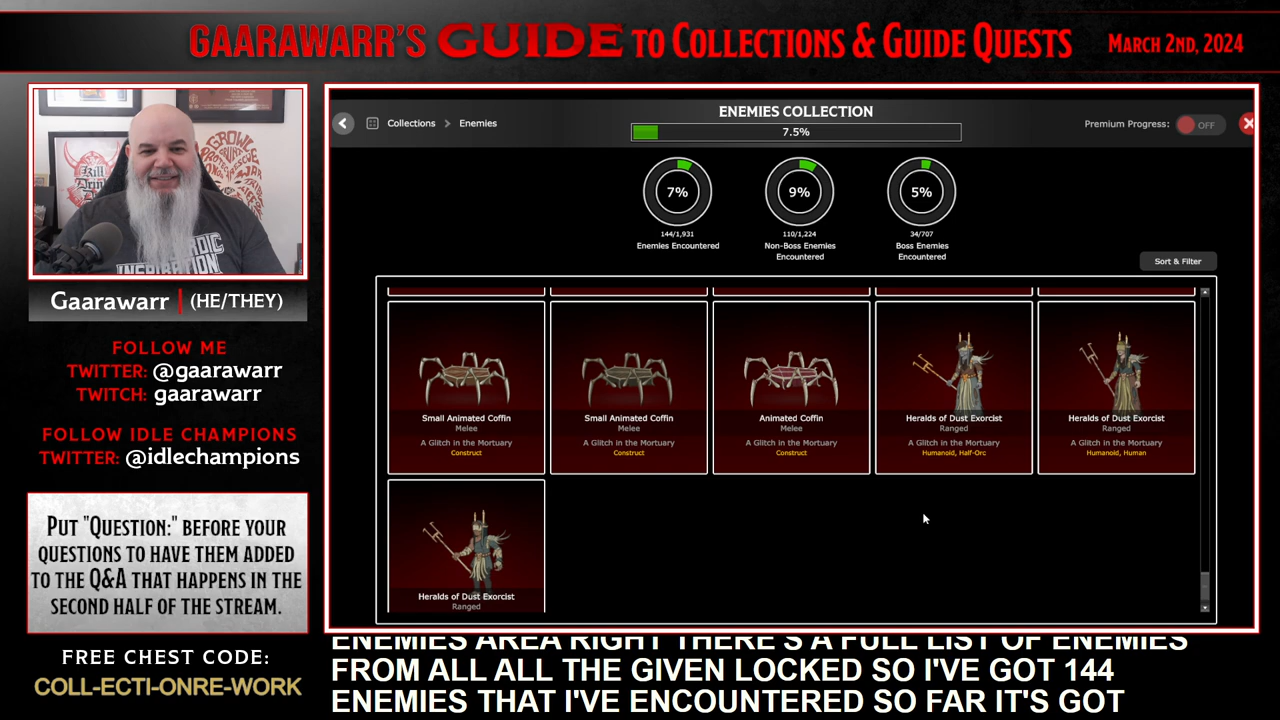 GAARAWARR'S GUIDE TO COLLECTIONS & GUIDE QUESTS
MARCH 2ND, 2024
Gaarawarr | (HE/THEY)
FOLLOW ME
TWITTER: @gaarawarr
TWITCH: gaarawarr
FOLLOW IDLE CHAMPIONS
TWITTER: @idlechampions
PUT "QUESTION:" BEFORE YOUR
QUESTIONS TO HAVE THEM ADDED
TO THE Q&A THAT HAPPENS IN THE
SECOND HALF OF THE STREAM.
FREE CHEST CODE:
COLL-ECTI-ONRE-WORK
Collections > Enemies
ENEMIES COLLECTION
7.5%
Premium Progress: OFF
7%
144/1,931
Enemies Encountered
9%
110/1,224
Non-Boss Enemies
Encountered
5%
34/707
Boss Enemies
Encountered
Sort & Filter
Small Animated Coffin
Melee
A Glitch in the Mortuary
Construct
Small Animated Coffin
Melee
A Glitch in the Mortuary
Construct
Animated Coffin
Melee
A Glitch in the Mortuary
Construct
Heralds of Dust Exorcist
Ranged
A Glitch in the Mortuary
Humanoid, Half-Orc
Heralds of Dust Exorcist
Ranged
A Glitch in the Mortuary
Humanoid, Human
Heralds of Dust Exorcist
Ranged
ENEMIES AREA RIGHT THERE'S A FULL LIST OF ENEMIES
FROM ALL ALL THE GIVEN LOCKED SO I'VE GOT 144
ENEMIES THAT I'VE ENCOUNTERED SO FAR IT'S GOT